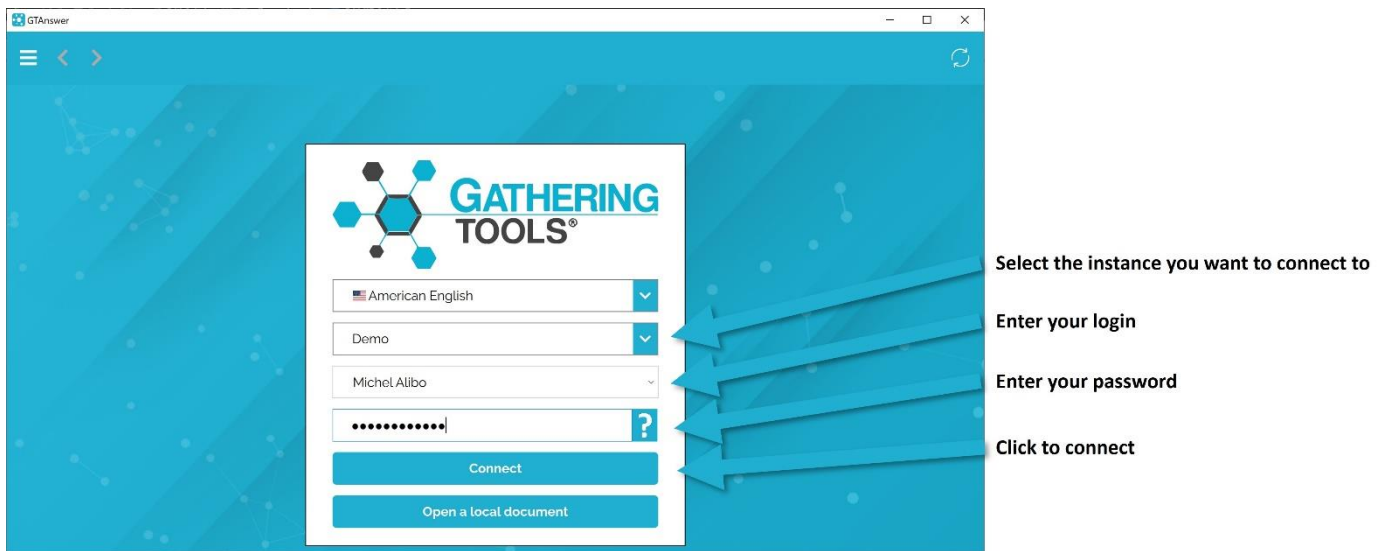 GTAnswer
GATHERING
TOOLS®
American English
Select the instance you want to connect to
Demo
Enter your login
Michel Alibo
Enter your password
?
Click to connect
Connect
Open a local document